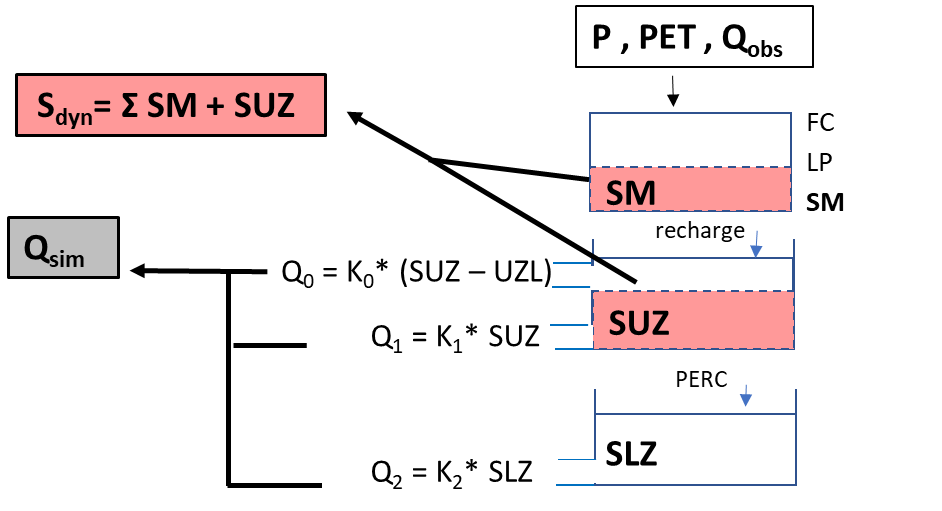 P , PET , Qobs
Sdyn= Σ SM + SUZ
FC
LP
SM
SM
recharge
Qsim
Q0 = K0* (SUZ – UZL)
SUZ
Q1 = K1* SUZ
PERC
SLZ
Q2 = K2* SLZ